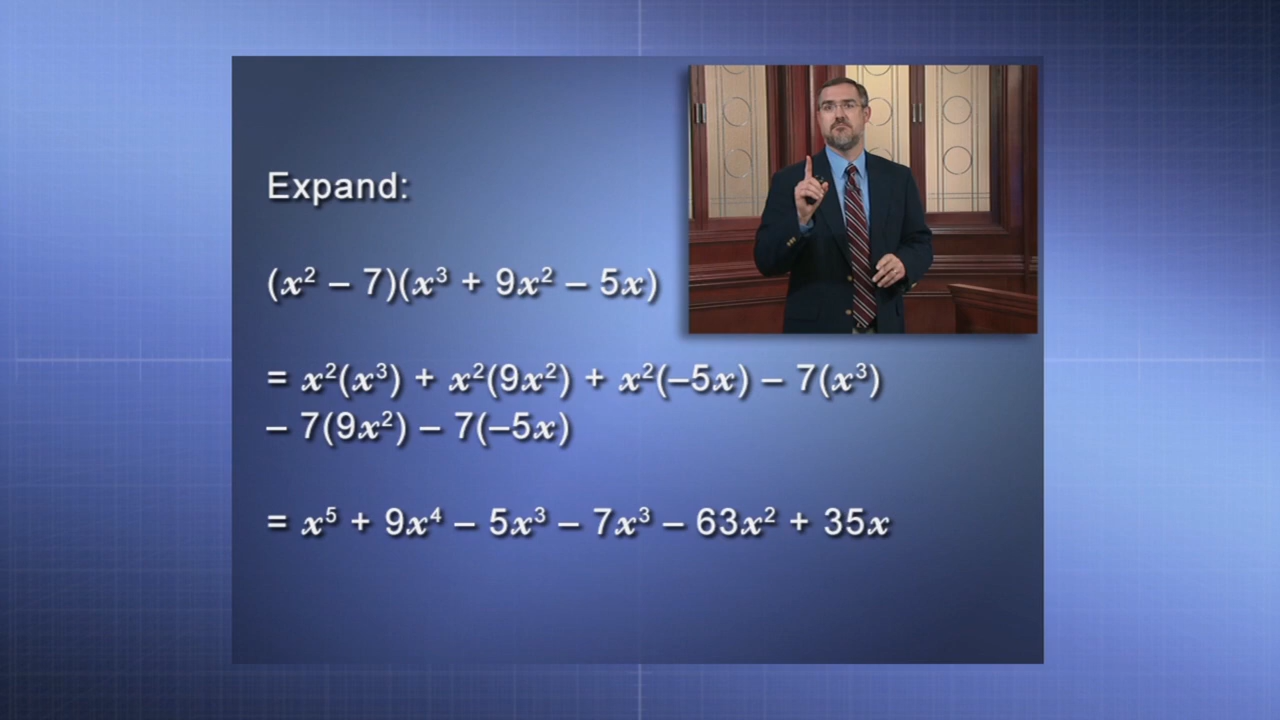 Expand:
(x² – 7)(x³ + 9x² – 5x)
= x²(x³) + x²(9x²) + x²(–5x) – 7(x³)
– 7(9x²) – 7(–5x)
= x⁵ + 9x⁴ – 5x³ – 7x³ – 63x² + 35x